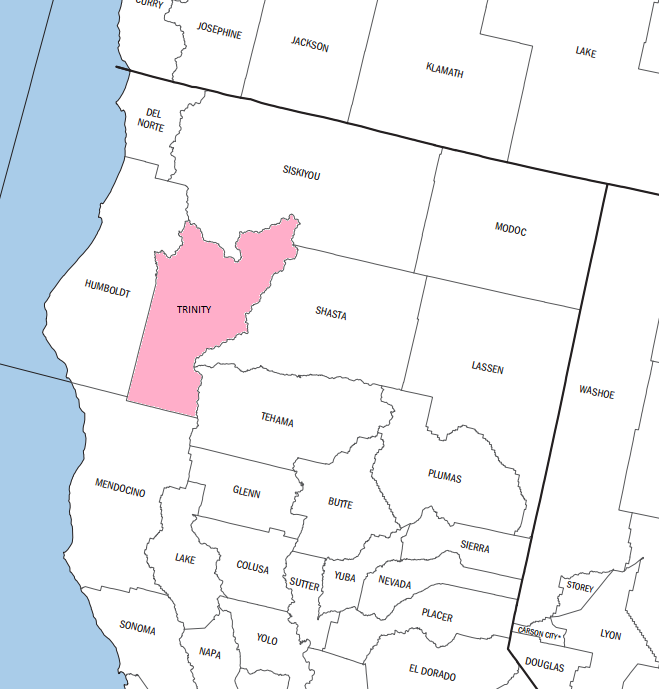 CURRY
JOSEPHINE
JACKSON
KLAMATH
LAKE
DEL
NORTE
SISKIYOU
MODOC
HUMBOLDT
TRINITY
SHASTA
LASSEN
WASHOE
TEHAMA
PLUMAS
MENDOCINO
GLENN
BUTTE
LAKE
COLUSA
SIERRA
SUTTER
YUBA
NEVADA
STOREY
PLACER
SONOMA
NAPA
YOLO
CARSON CITY*
LYON
EL DORADO
DOUGLAS